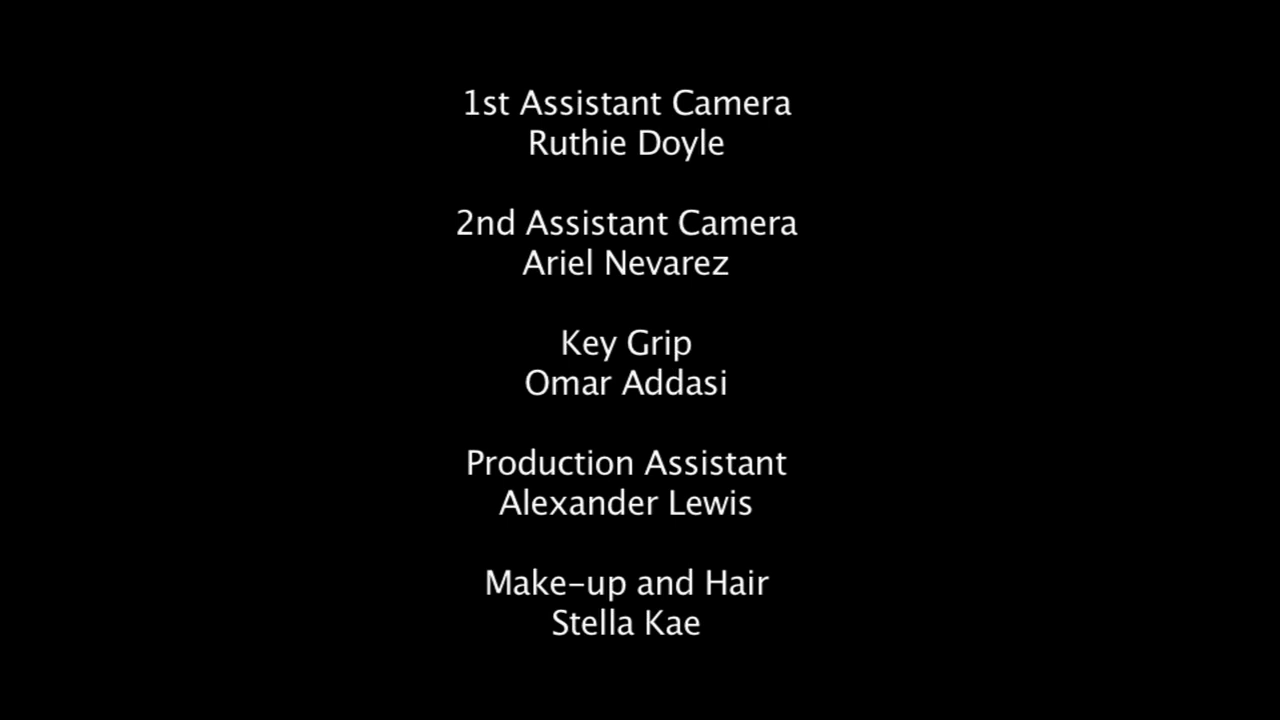 1st Assistant Camera
Ruthie Doyle
2nd Assistant Camera
Ariel Nevarez
Key Grip
Omar Addasi
Production Assistant
Alexander Lewis
Make-up and Hair
Stella Kae